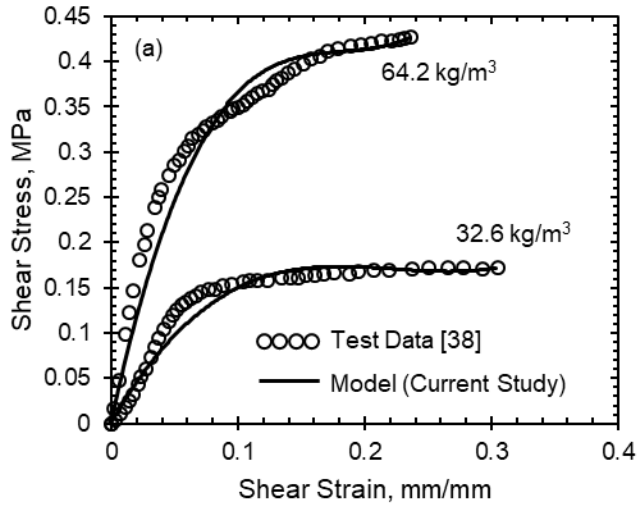 0.45
(a)
0.4
64.2 kg/m³
0.35
0.3
Shear Stress, MPa
0.25
0.2
32.6 kg/m³
0.15
0.1
Test Data [38]
0.05
Model (Current Study)
0
0 0.1 0.2 0.3 0.4
Shear Strain, mm/mm